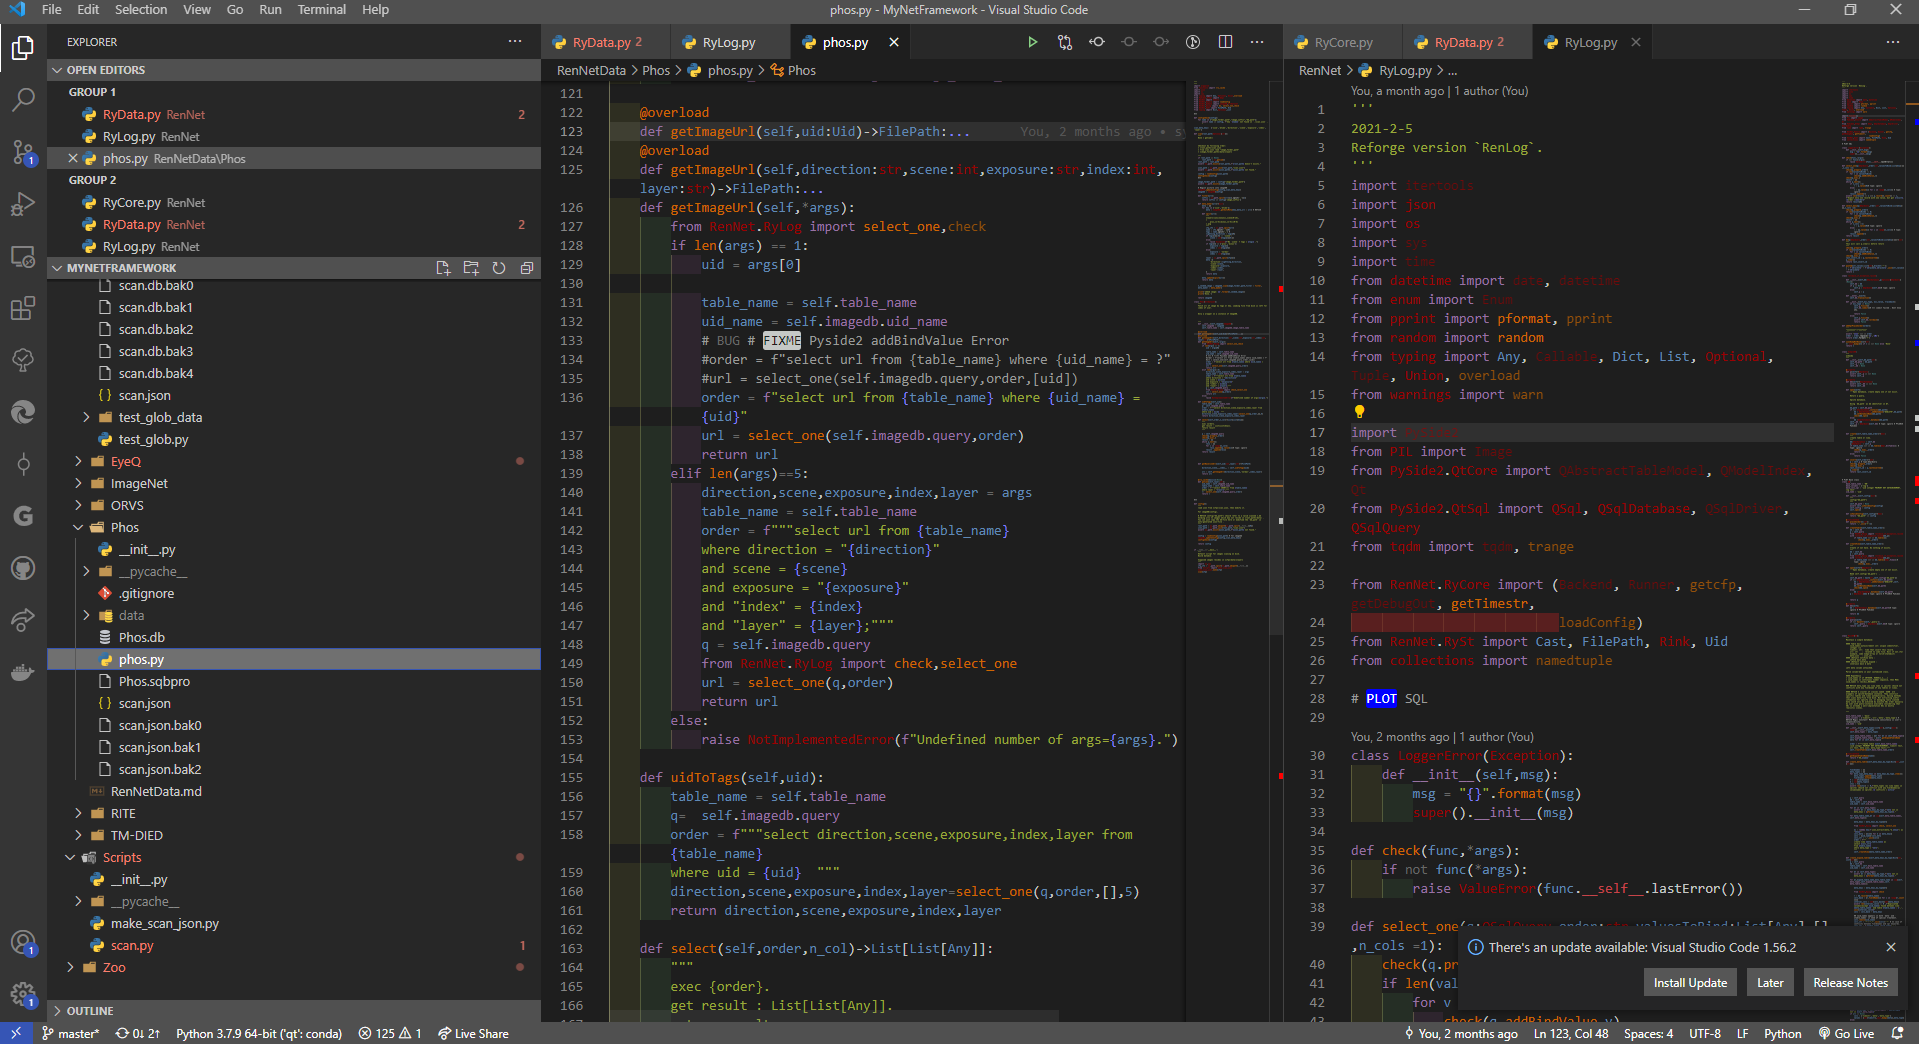 File Edit Selection View Go Run Terminal Help
phos.py - MyNetFramework - Visual Studio Code
EXPLORER
OPEN EDITORS
GROUP 1
RyData.py RenNet 2
RyLog.py RenNet
phos.py RenNetData\Phos
GROUP 2
RyCore.py RenNet
RyData.py RenNet 2
RyLog.py RenNet
MYNETFRAMEWORK
scan.db.bak0
scan.db.bak1
scan.db.bak2
scan.db.bak3
scan.db.bak4
scan.json
test_glob_data
test_glob.py
EyeQ
ImageNet
ORVS
Phos
__init__.py
__pycache__
.gitignore
data
Phos.db
phos.py
Phos.sqbpro
scan.json
scan.json.bak0
scan.json.bak1
scan.json.bak2
RenNetData.md
RITE
TM-DIED
Scripts
__init__.py
__pycache__
make_scan_json.py
scan.py 1
Zoo
OUTLINE
RyData.py 2 RyLog.py phos.py
RenNetData > Phos > phos.py > Phos
121
122 @overload
123 def getImageUrl(self,uid:Uid)->FilePath:... You, 2 months ago •
124 @overload
125 def getImageUrl(self,direction:str,scene:int,exposure:str,index:int,
layer:str)->FilePath:...
126 def getImageUrl(self,*args):
127 from RenNet.RyLog import select_one,check
128 if len(args) == 1:
129 uid = args[0]
130
131 table_name = self.table_name
132 uid_name = self.imagedb.uid_name
133 # BUG # FIXME Pyside2 addBindValue Error
134 #order = f"select url from {table_name} where {uid_name} = ?"
135 #url = select_one(self.imagedb.query,order,[uid])
136 order = f"select url from {table_name} where {uid_name} =
{uid}"
137 url = select_one(self.imagedb.query,order)
138 return url
139 elif len(args)==5:
140 direction,scene,exposure,index,layer = args
141 table_name = self.table_name
142 order = f"""select url from {table_name}
143 where direction = "{direction}"
144 and scene = {scene}
145 and exposure = "{exposure}"
146 and "index" = {index}
147 and "layer" = {layer};"""
148 q = self.imagedb.query
149 from RenNet.RyLog import check,select_one
150 url = select_one(q,order)
151 return url
152 else:
153 raise NotImplementedError(f"Undefined number of args={args}.")
154
155 def uidToTags(self,uid):
156 table_name = self.table_name
157 q= self.imagedb.query
158 order = f"""select direction,scene,exposure,index,layer from
{table_name}
159 where uid = {uid} """
160 direction,scene,exposure,index,layer=select_one(q,order,[],5)
161 return direction,scene,exposure,index,layer
162
163 def select(self,order,n_col)->List[List[Any]]:
164 """
165 exec {order}.
166 get result : List[List[Any]].
RyCore.py RyData.py 2 RyLog.py
RenNet > RyLog.py > ...
You, a month ago | 1 author (You)
1 '''
2 2021-2-5
3 Reforge version `RenLog`.
4 '''
5 import itertools
6 import json
7 import os
8 import sys
9 import time
10 from datetime import date, datetime
11 from enum import Enum
12 from pprint import pformat, pprint
13 from random import random
14 from typing import Any, Callable, Dict, List, Optional,
Tuple, Union, overload
15 from warnings import warn
16
17 import
18 from PIL import Image
19 from PySide2.QtCore import QAbstractTableModel, QModelIndex,
Qt
20 from PySide2.QtSql import QSql, QSqlDatabase, QSqlDriver,
QSqlQuery
21 from tqdm import tqdm, trange
22
23 from RenNet.RyCore import (Backend, Runner, getcfp,
getDebugOut, getTimestr,
24 loadConfig)
25 from RenNet.RySt import Cast, FilePath, Rink, Uid
26 from collections import namedtuple
27
28 # PLOT SQL
29
You, 2 months ago | 1 author (You)
30 class LoggerError(Exception):
31 def __init__(self,msg):
32 msg = "{}".format(msg)
33 super().__init__(msg)
34
35 def check(func,*args):
36 if not func(*args):
37 raise ValueError(func.__self__.lastError())
38
39 def select_one(q:QSqlQuery,order:str,valuesToBind:List[Any]=[]
,n_cols =1):
40 check(q.pr
41 if len(val
42 for v
43 check(q.addBindValue,v)
There's an update available: Visual Studio Code 1.56.2
Install Update Later Release Notes
master* 0↓ 2↑ Python 3.7.9 64-bit ('qt': conda) 125 1 Live Share
You, 2 months ago Ln 123, Col 48 Spaces: 4 UTF-8 LF Python Go Live